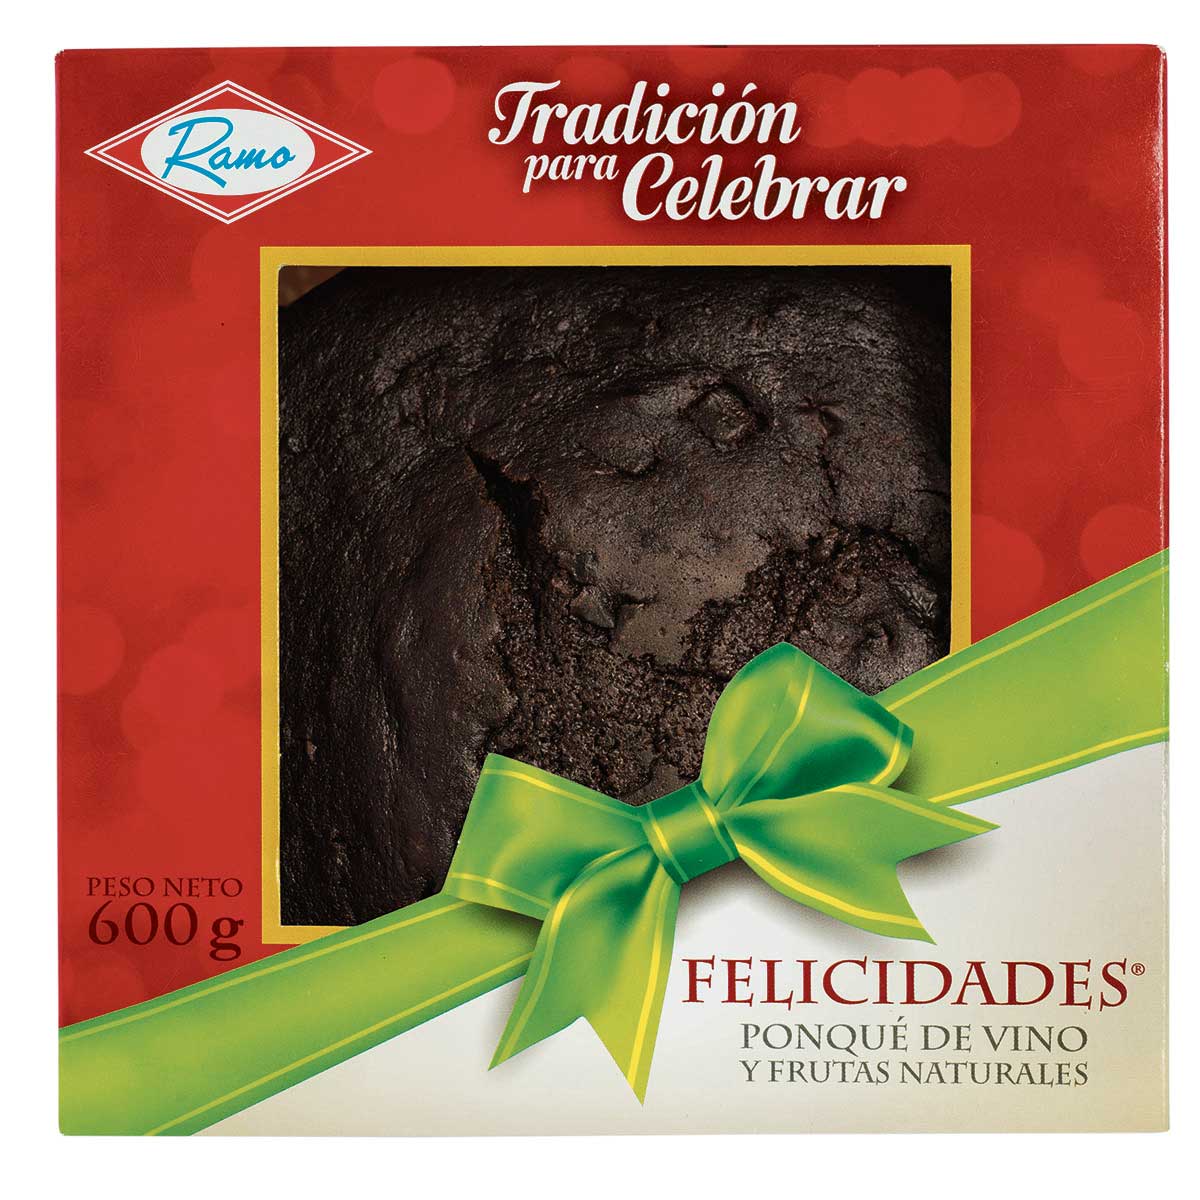 Ramo
Tradición
para Celebrar
PESO NETO
600 g
FELICIDADES®
PONQUÉ DE VINO
Y FRUTAS NATURALES